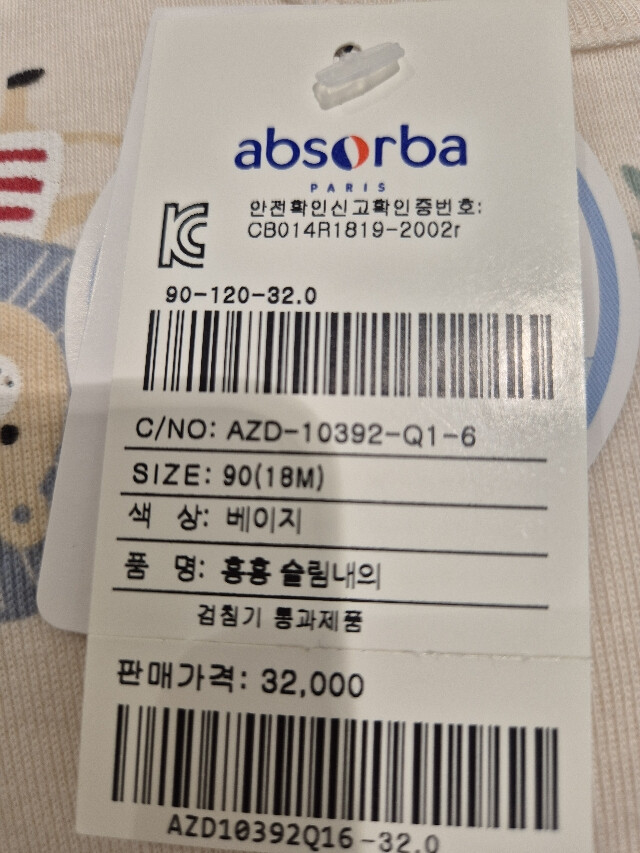 absorba
PARIS
안전확인신고확인증번호:
CB014R1819-2002r
90-120-32.0
C/NO: AZD-10392-Q1-6
SIZE: 90(18M)
색 상: 베이지
품 명: 흥흥 슬림내의
검침기 통과제품
판매가격: 32,000
AZD10392Q16-32.0